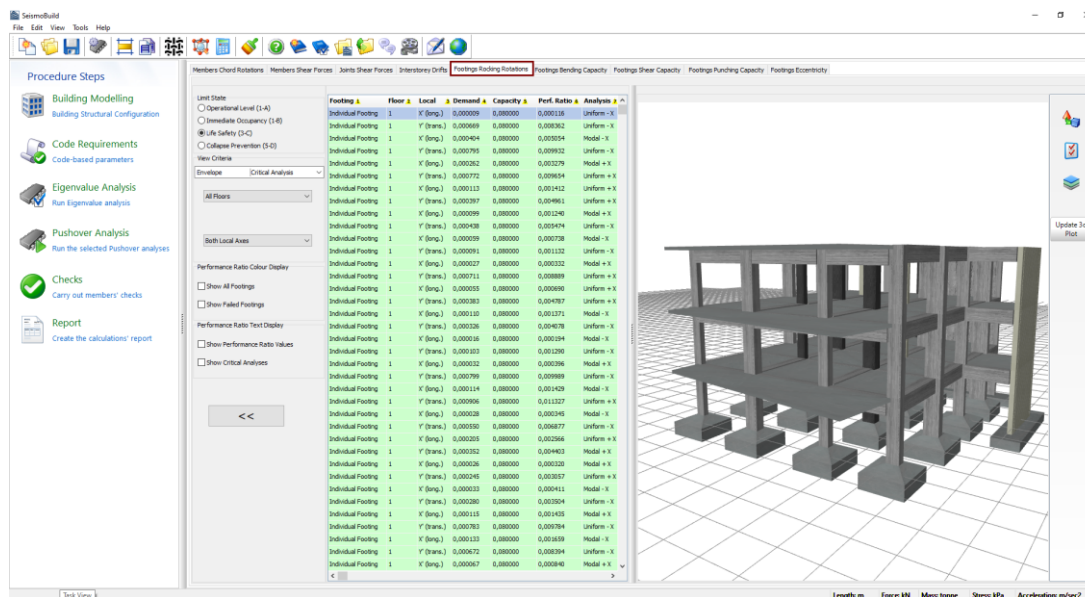 SeismoBuild
File Edit View Tools Help
Procedure Steps
Building Modelling
Building Structural Configuration
Code Requirements
Code-based parameters
Eigenvalue Analysis
Run Eigenvalue analysis
Pushover Analysis
Run the selected Pushover analyses
Checks
Carry out members' checks
Report
Create the calculations' report
Members Chord Rotations Members Shear Forces Joints Shear Forces Interstorey Drifts Footings Rocking Rotations Footings Bending Capacity Footings Shear Capacity Footings Punching Capacity Footings Eccentricity
Limit State
Operational Level (1-A)
Immediate Occupancy (1-B)
Life Safety (3-C)
Collapse Prevention (5-D)
View Criteria
Envelope Critical Analysis
All Floors
Both Local Axes
Performance Ratio Colour Display
Show All Footings
Show Failed Footings
Performance Ratio Text Display
Show Performance Ratio Values
Show Critical Analyses
<<
Footing 1 Floor 2 Local 3 Demand 4 Capacity 5 Perf. Ratio 6 Analysis 7
Individual Footing 1 X' (long.) 0,000009 0,080000 0,000116 Uniform - X
Individual Footing 1 Y' (trans.) 0,000669 0,080000 0,008362 Uniform - X
Individual Footing 1 X' (long.) 0,000404 0,080000 0,005054 Modal - X
Individual Footing 1 Y' (trans.) 0,000795 0,080000 0,009932 Uniform - X
Individual Footing 1 X' (long.) 0,000262 0,080000 0,003279 Modal + X
Individual Footing 1 Y' (trans.) 0,000772 0,080000 0,009654 Uniform + X
Individual Footing 1 X' (long.) 0,000113 0,080000 0,001412 Uniform - X
Individual Footing 1 Y' (trans.) 0,000397 0,080000 0,004961 Uniform + X
Individual Footing 1 X' (long.) 0,000099 0,080000 0,001240 Modal + X
Individual Footing 1 Y' (trans.) 0,000438 0,080000 0,005474 Uniform - X
Individual Footing 1 X' (long.) 0,000059 0,080000 0,000738 Modal - X
Individual Footing 1 Y' (trans.) 0,000091 0,080000 0,001132 Uniform - X
Individual Footing 1 X' (long.) 0,000027 0,080000 0,000332 Modal + X
Individual Footing 1 Y' (trans.) 0,000711 0,080000 0,008889 Uniform + X
Individual Footing 1 X' (long.) 0,000055 0,080000 0,000690 Uniform + X
Individual Footing 1 Y' (trans.) 0,000383 0,080000 0,004787 Uniform + X
Individual Footing 1 X' (long.) 0,000110 0,080000 0,001371 Modal - X
Individual Footing 1 Y' (trans.) 0,000326 0,080000 0,004078 Uniform - X
Individual Footing 1 X' (long.) 0,000016 0,080000 0,000194 Modal - X
Individual Footing 1 Y' (trans.) 0,000103 0,080000 0,001290 Uniform - X
Individual Footing 1 X' (long.) 0,000032 0,080000 0,000396 Modal + X
Individual Footing 1 Y' (trans.) 0,000799 0,080000 0,009989 Uniform - X
Individual Footing 1 X' (long.) 0,000114 0,080000 0,001429 Modal - X
Individual Footing 1 Y' (trans.) 0,000906 0,080000 0,011327 Uniform + X
Individual Footing 1 X' (long.) 0,000028 0,080000 0,000345 Modal - X
Individual Footing 1 Y' (trans.) 0,000550 0,080000 0,006877 Uniform - X
Individual Footing 1 X' (long.) 0,000205 0,080000 0,002566 Uniform + X
Individual Footing 1 Y' (trans.) 0,000352 0,080000 0,004403 Modal + X
Individual Footing 1 X' (long.) 0,000026 0,080000 0,000320 Modal + X
Individual Footing 1 Y' (trans.) 0,000245 0,080000 0,003057 Uniform + X
Individual Footing 1 X' (long.) 0,000033 0,080000 0,000411 Modal - X
Individual Footing 1 Y' (trans.) 0,000280 0,080000 0,003504 Uniform - X
Individual Footing 1 X' (long.) 0,000115 0,080000 0,001435 Modal + X
Individual Footing 1 Y' (trans.) 0,000783 0,080000 0,009784 Uniform - X
Individual Footing 1 X' (long.) 0,000133 0,080000 0,001659 Modal - X
Individual Footing 1 Y' (trans.) 0,000672 0,080000 0,008394 Uniform - X
Individual Footing 1 X' (long.) 0,000067 0,080000 0,000840 Modal + X
Update 3d
Plot
Task View
Length: m Force: kN Mass: tonne Stress: kPa Acceleration: m/sec2